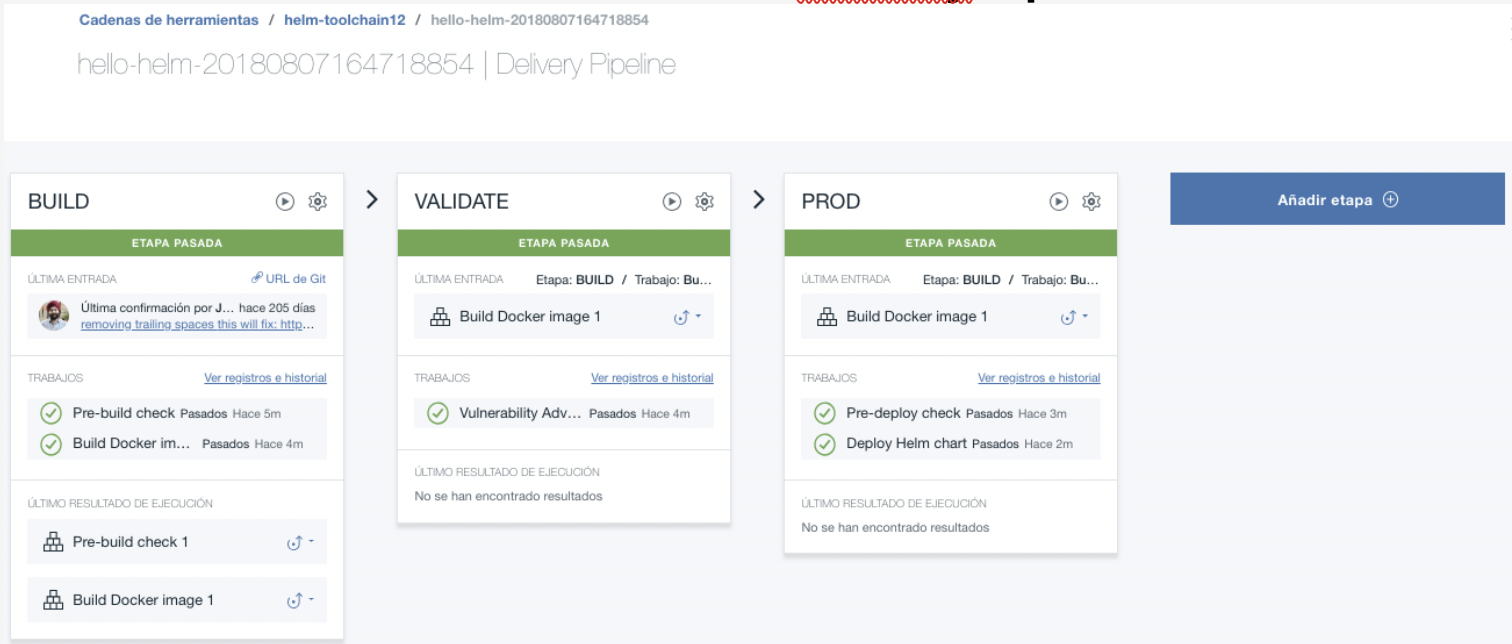 Cadenas de herramientas / helm-toolchain12 / hello-helm-20180807164718854
hello-helm-20180807164718854 | Delivery Pipeline
BUILD
ETAPA PASADA
ÚLTIMA ENTRADA URL de Git
Última confirmación por J... hace 205 días
removing trailing spaces this will fix: http...
TRABAJOS Ver registros e historial
Pre-build check Pasados Hace 5m
Build Docker im... Pasados Hace 4m
ÚLTIMO RESULTADO DE EJECUCIÓN
Pre-build check 1
Build Docker image 1
VALIDATE
ETAPA PASADA
ÚLTIMA ENTRADA Etapa: BUILD / Trabajo: Bu...
Build Docker image 1
TRABAJOS Ver registros e historial
Vulnerability Adv... Pasados Hace 4m
ÚLTIMO RESULTADO DE EJECUCIÓN
No se han encontrado resultados
PROD
ETAPA PASADA
ÚLTIMA ENTRADA Etapa: BUILD / Trabajo: Bu...
Build Docker image 1
TRABAJOS Ver registros e historial
Pre-deploy check Pasados Hace 3m
Deploy Helm chart Pasados Hace 2m
ÚLTIMO RESULTADO DE EJECUCIÓN
No se han encontrado resultados
Añadir etapa